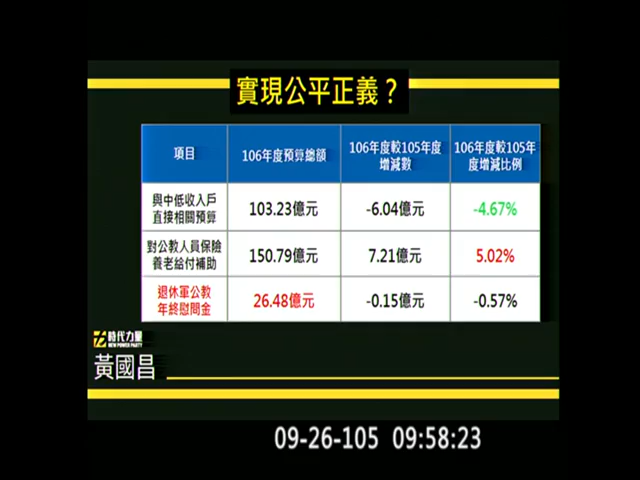 實現公平正義？
項目
106年度預算總額
106年度較105年度
增減數
106年度較105年
度增減比例
與中低收入戶
直接相關預算
103.23億元
-6.04億元
-4.67%
對公教人員保險
養老給付補助
150.79億元
7.21億元
5.02%
退休軍公教
年終慰問金
26.48億元
-0.15億元
-0.57%
時代力量
NEW POWER PARTY
黃國昌
09-26-105 09:58:23